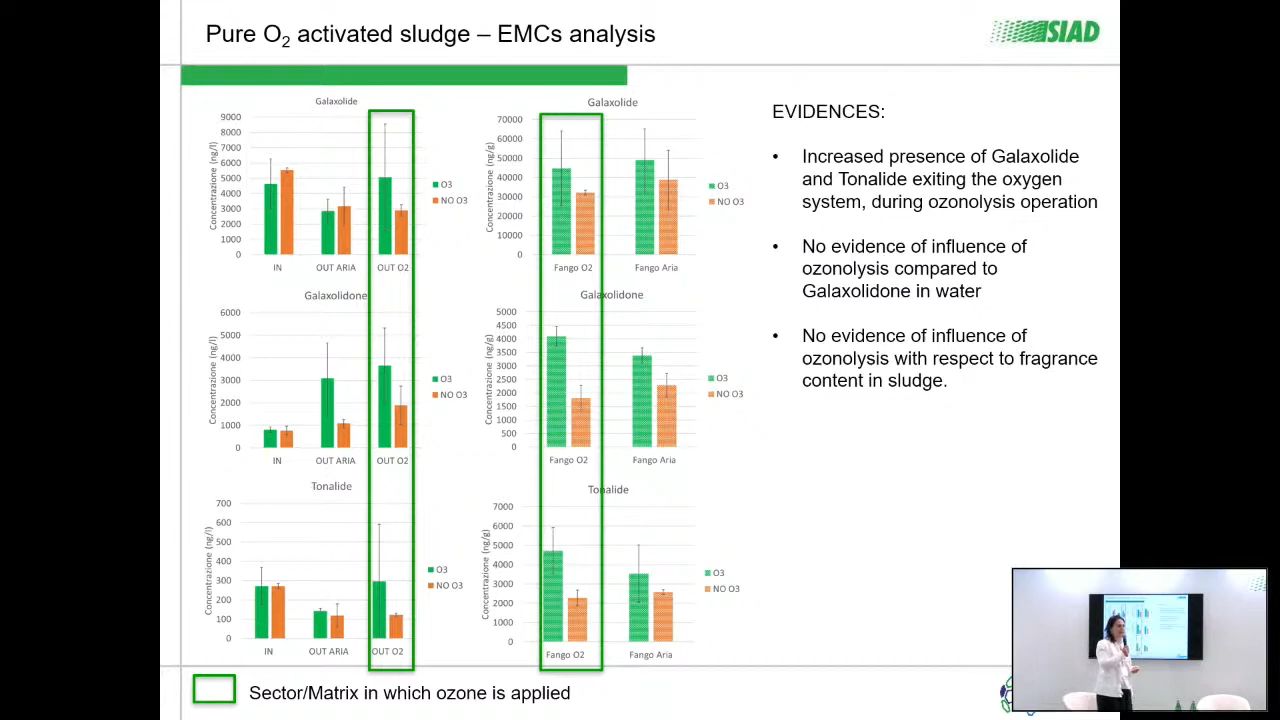 Pure O2 activated sludge – EMCs analysis
SIAD
Galaxolide
Concentrazione (ng/l)
9000
8000
7000
6000
5000
4000
3000
2000
1000
0
IN
OUT ARIA
OUT O2
O3
NO O3
Galaxolide
Concentrazione (ng/g)
70000
60000
50000
40000
30000
20000
10000
0
Fango O2
Fango Aria
O3
NO O3
Galaxolidone
Concentrazione (ng/l)
6000
5000
4000
3000
2000
1000
0
IN
OUT ARIA
OUT O2
O3
NO O3
Galaxolidone
Concentrazione (ng/g)
5000
4500
4000
3500
3000
2500
2000
1500
1000
500
0
Fango O2
Fango Aria
O3
NO O3
Tonalide
Concentrazione (ng/l)
700
600
500
400
300
200
100
0
IN
OUT ARIA
OUT O2
O3
NO O3
Tonalide
Concentrazione (ng/g)
7000
6000
5000
4000
3000
2000
1000
0
Fango O2
Fango Aria
O3
NO O3
EVIDENCES:
• Increased presence of Galaxolide
and Tonalide exiting the oxygen
system, during ozonolysis operation
• No evidence of influence of
ozonolysis compared to
Galaxolidone in water
• No evidence of influence of
ozonolysis with respect to fragrance
content in sludge.
Sector/Matrix in which ozone is applied